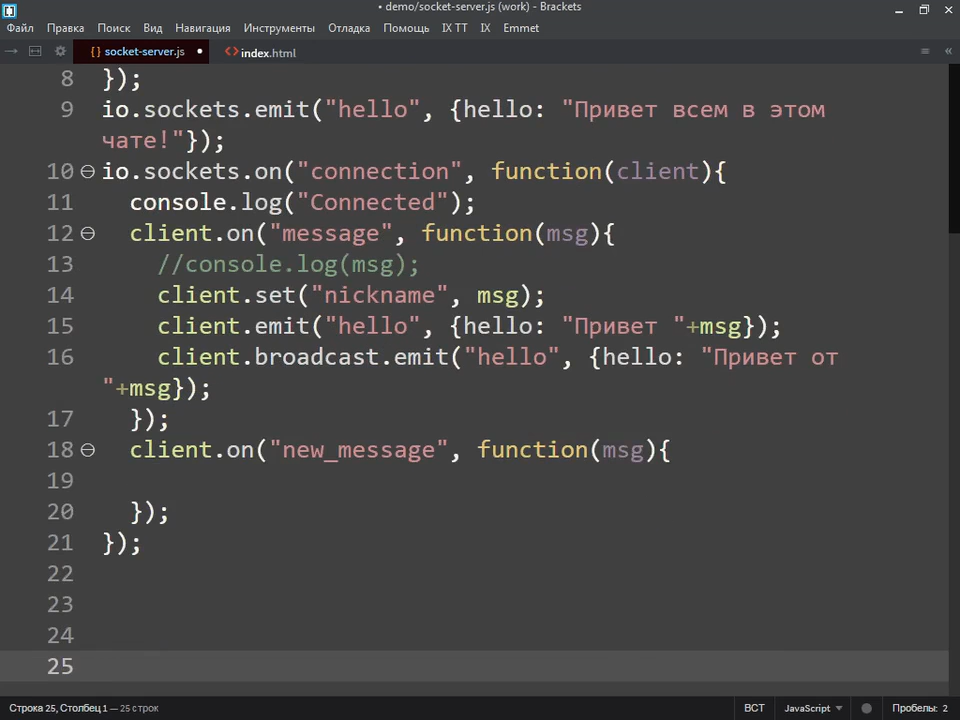 • demo/socket-server.js (work) - Brackets
Файл Правка Поиск Вид Навигация Инструменты Отладка Помощь IX TT IX Emmet
{ } socket-server.js • <> index.html
8 });
9 io.sockets.emit("hello", {hello: "Привет всем в этом
чате!"});
10 io.sockets.on("connection", function(client){
11 console.log("Connected");
12 client.on("message", function(msg){
13 //console.log(msg);
14 client.set("nickname", msg);
15 client.emit("hello", {hello: "Привет "+msg});
16 client.broadcast.emit("hello", {hello: "Привет от
"+msg});
17 });
18 client.on("new_message", function(msg){
19
20 });
21 });
22
23
24
25
Строка 25, Столбец 1 — 25 строк ВСТ JavaScript Пробелы: 2